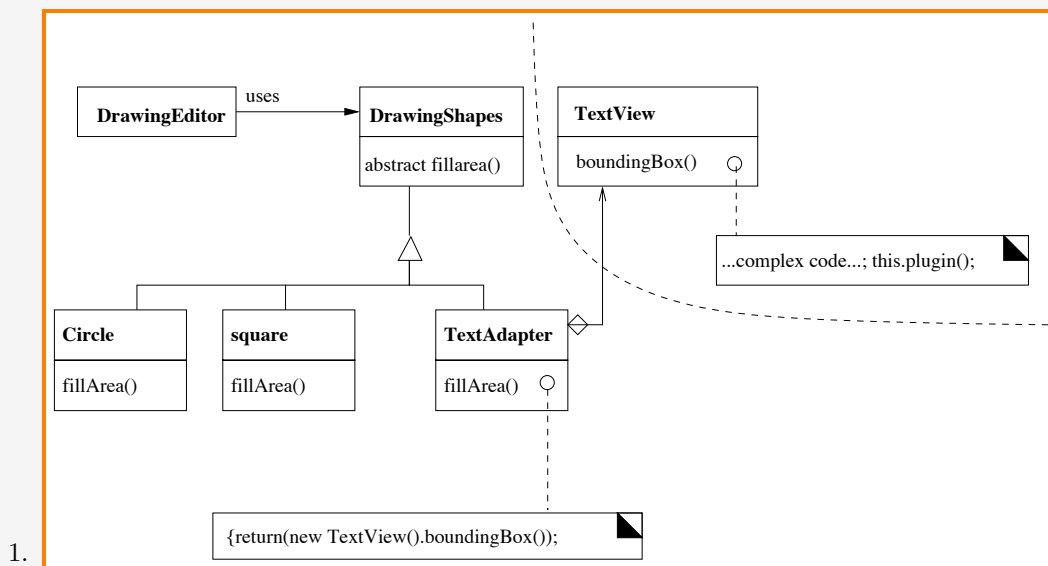 uses
DrawingEditor
DrawingShapes
TextView
abstract fillarea()
boundingBox()
...complex code...; this.plugin();
Circle
square
TextAdapter
fillArea()
fillArea()
fillArea()
{return(new TextView().boundingBox());
1.